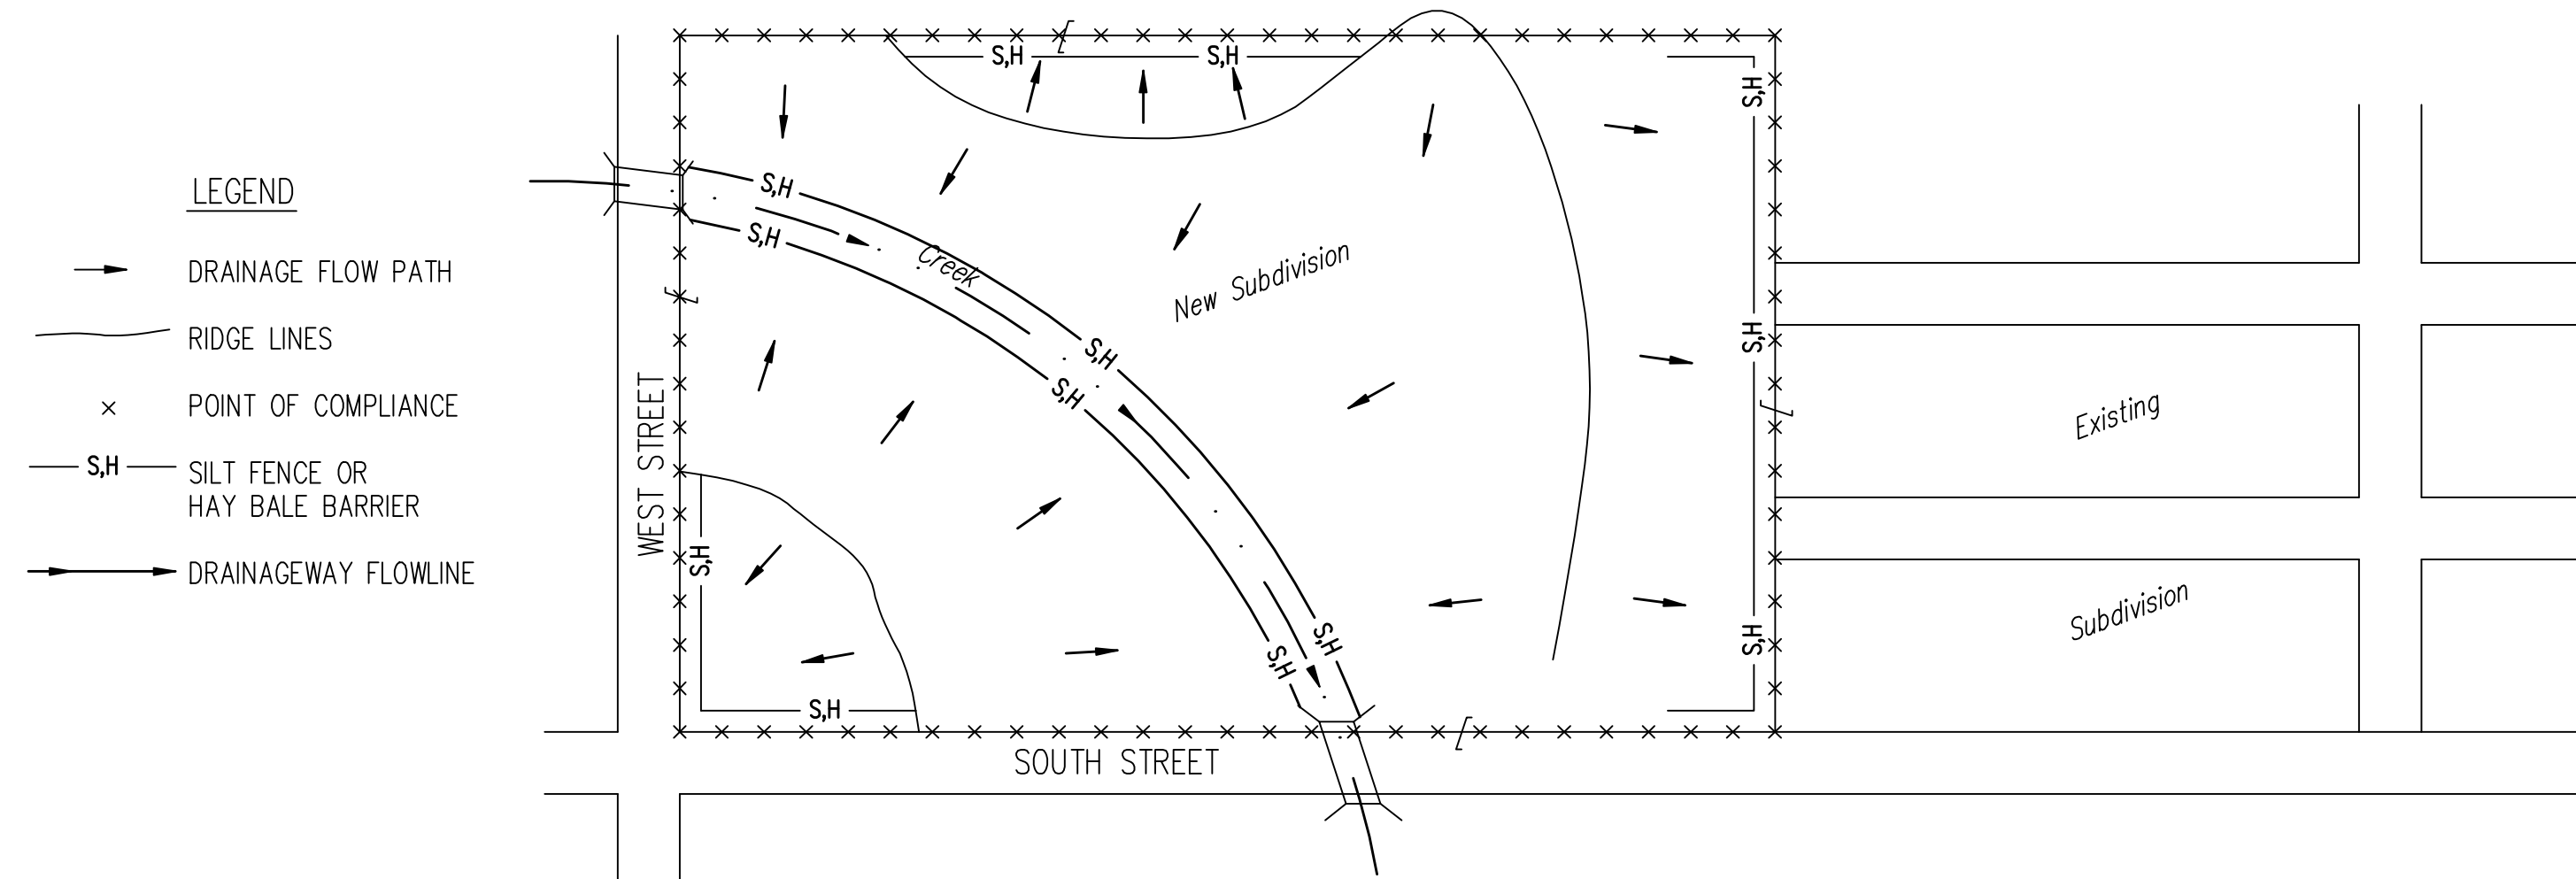 LEGEND
DRAINAGE FLOW PATH
RIDGE LINES
POINT OF COMPLIANCE
S,H
SILT FENCE OR
HAY BALE BARRIER
DRAINAGEWAY FLOWLINE
S,H
S,H
S,H
S,H
S,H
Creek
New Subdivision
S,H
S,H
S,H
WEST STREET
Existing
S,H
Subdivision
S,H
S,H
S,H
S,H
SOUTH STREET